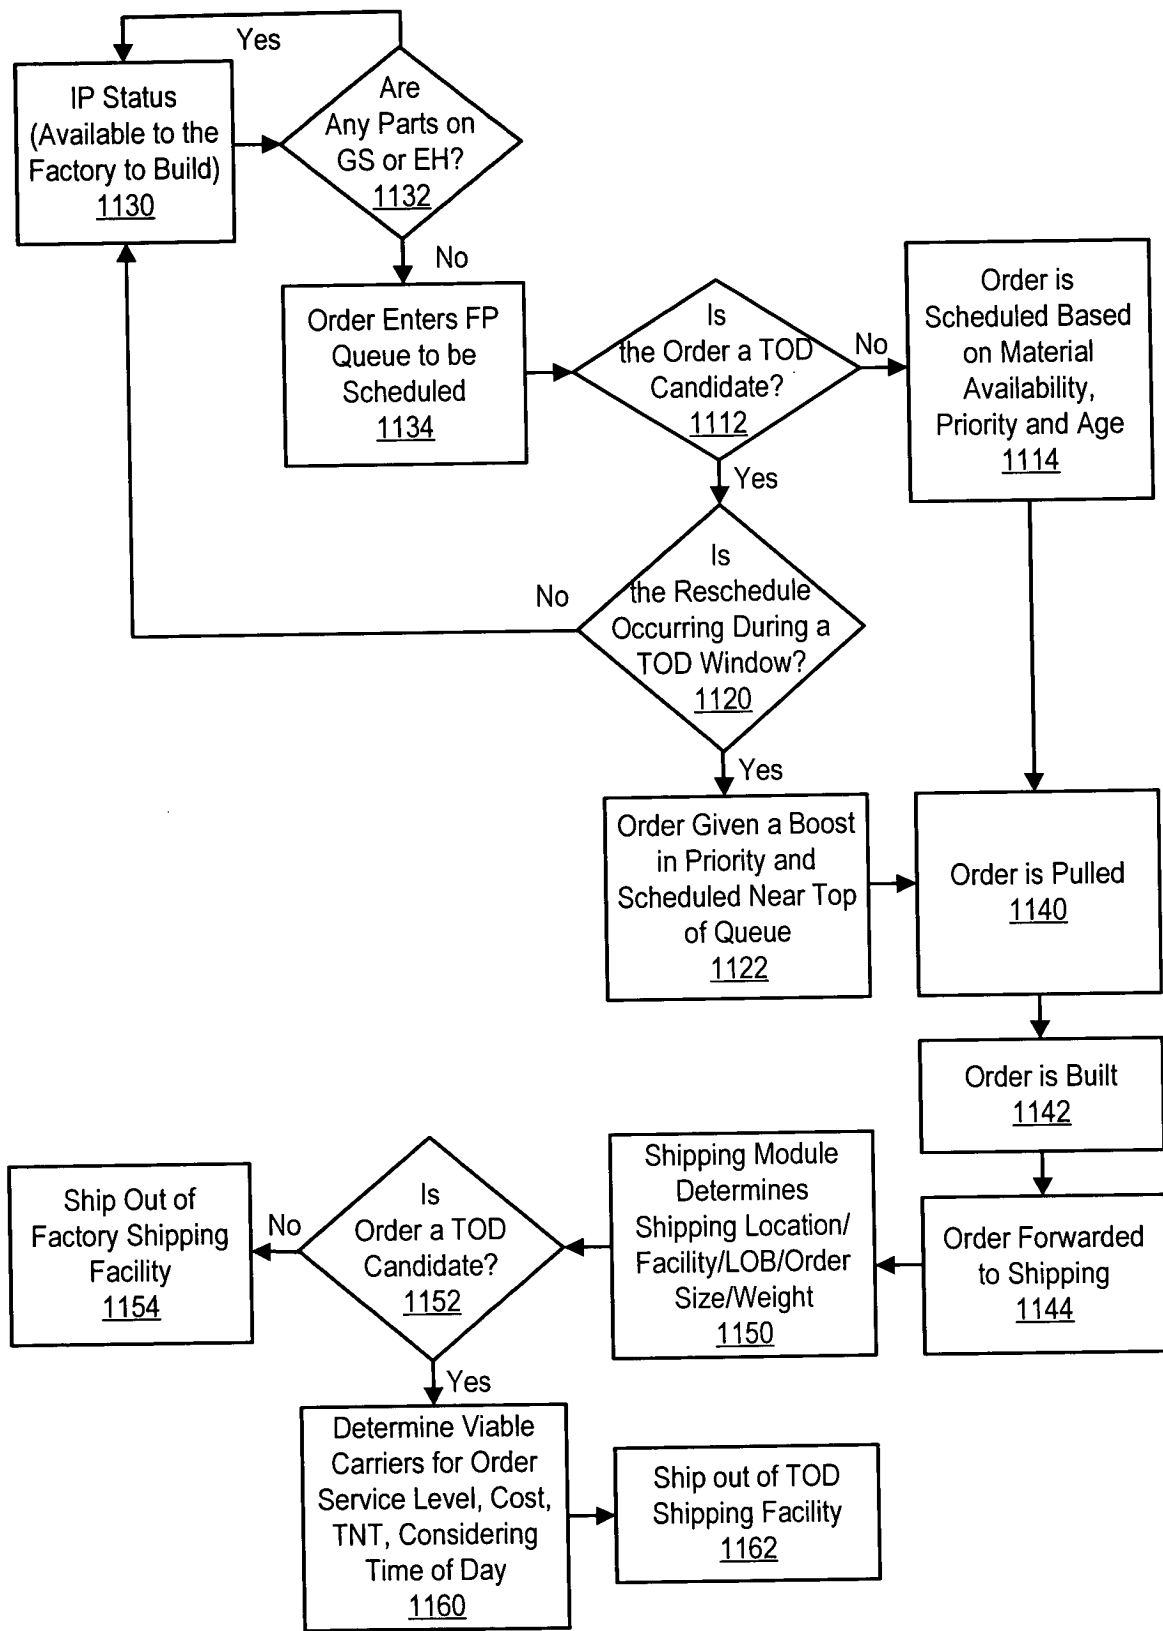 Yes
IP Status
(Available to the
Factory to Build)
1130
Are
Any Parts on
GS or EH?
1132
No
Order Enters FP
Queue to be
Scheduled
1134
Is
the Order a TOD
Candidate?
1112
No
Order is
Scheduled Based
on Material
Availability,
Priority and Age
1114
Yes
Is
the Reschedule
Occurring During a
TOD Window?
1120
No
Yes
Order Given a Boost
in Priority and
Scheduled Near Top
of Queue
1122
Order is Pulled
1140
Order is Built
1142
Order Forwarded
to Shipping
1144
Shipping Module
Determines
Shipping Location/
Facility/LOB/Order
Size/Weight
1150
Is
Order a TOD
Candidate?
1152
No
Ship Out of
Factory Shipping
Facility
1154
Yes
Determine Viable
Carriers for Order
Service Level, Cost,
TNT, Considering
Time of Day
1160
Ship out of TOD
Shipping Facility
1162